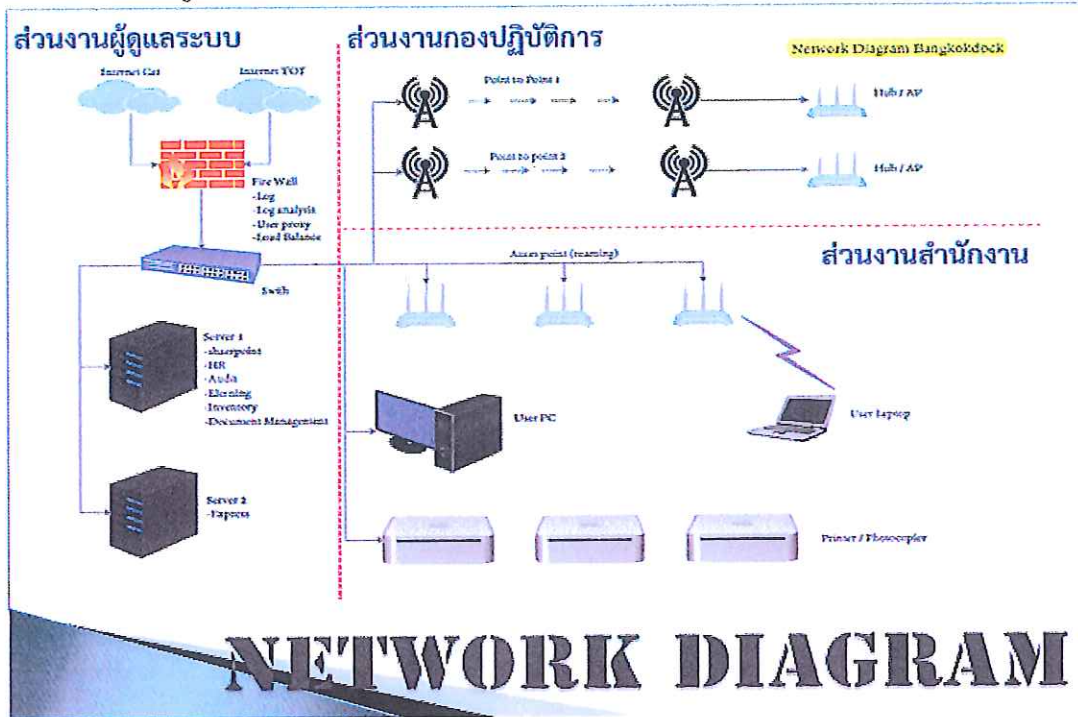 ส่วนงานผู้ดูแลระบบ
ส่วนงานกองปฏิบัติการ
Network Diagram Bangkokdock
Internet Cat
Internet TOT
Point to Point 1
Hub / AP
Point to point 2
Hub / AP
Fire Wall
-Log
-Log analysis
-User proxy
-Load Balance
Swith
Asses point (roaming)
ส่วนงานสำนักงาน
Server 1
-sharepoint
-HR
-Audit
-Inventory
-Document Management
User PC
User Laptop
Server 2
-Express
Printer / Photocopier
NETWORK DIAGRAM